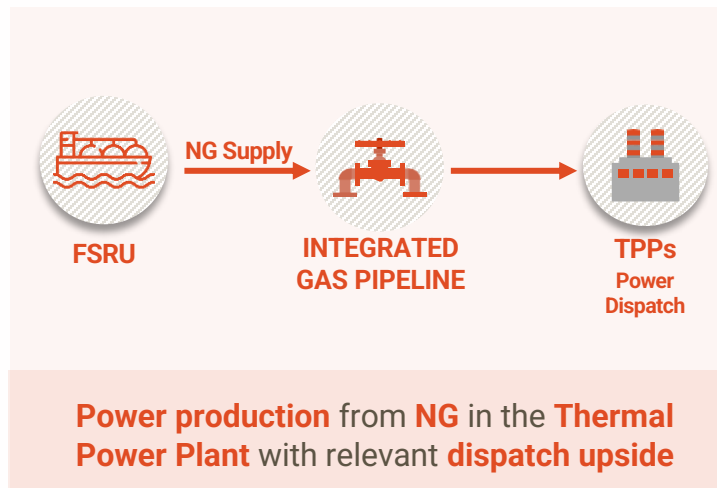 NG Supply
FSRU
INTEGRATED
GAS PIPELINE
TPPs
Power
Dispatch
Power production from NG in the Thermal
Power Plant with relevant dispatch upside